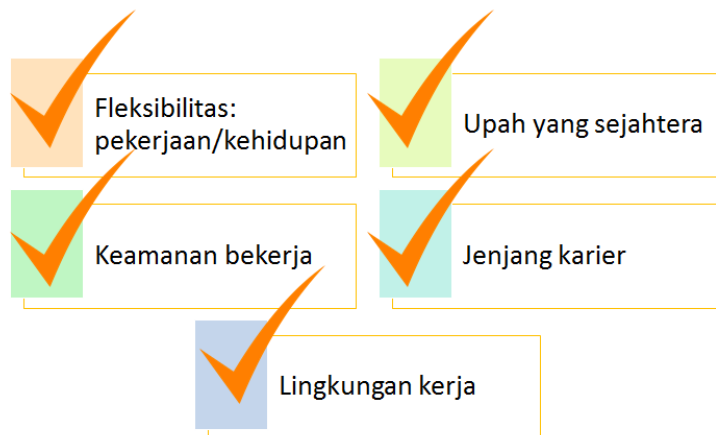 Fleksibilitas:
pekerjaan/kehidupan
Upah yang sejahtera
Keamanan bekerja
Jenjang karier
Lingkungan kerja